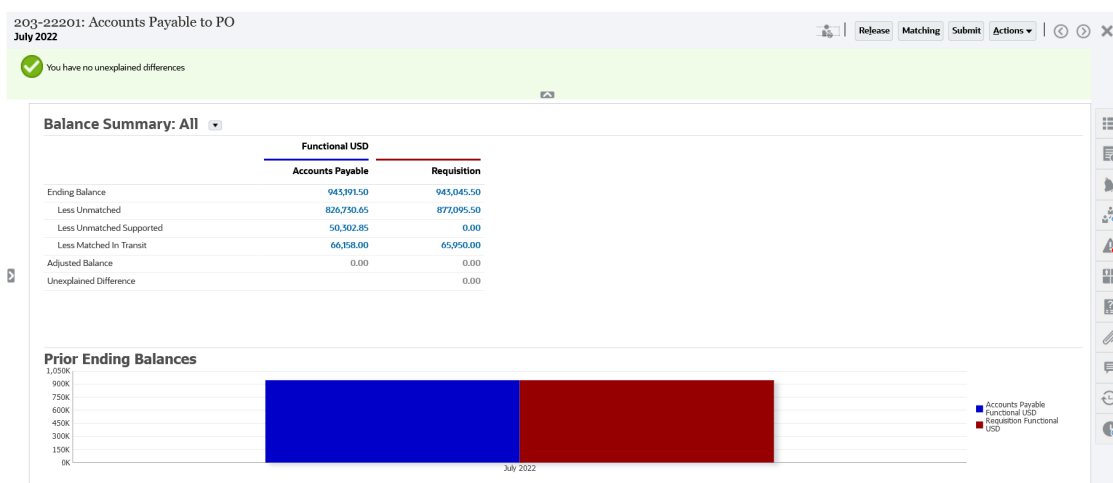 203-22201: Accounts Payable to PO
July 2022
Release Matching Submit Actions
You have no unexplained differences
Balance Summary: All
Functional USD
Accounts Payable Requisition
Ending Balance 943,191.50 943,045.50
Less Unmatched 826,730.65 877,095.50
Less Unmatched Supported 50,302.85 0.00
Less Matched In Transit 66,158.00 65,950.00
Adjusted Balance 0.00 0.00
Unexplained Difference 0.00
Prior Ending Balances
1,050K
900K
750K
600K
450K
300K
150K
0K
July 2022
Accounts Payable
Functional USD
Requisition Functional
USD